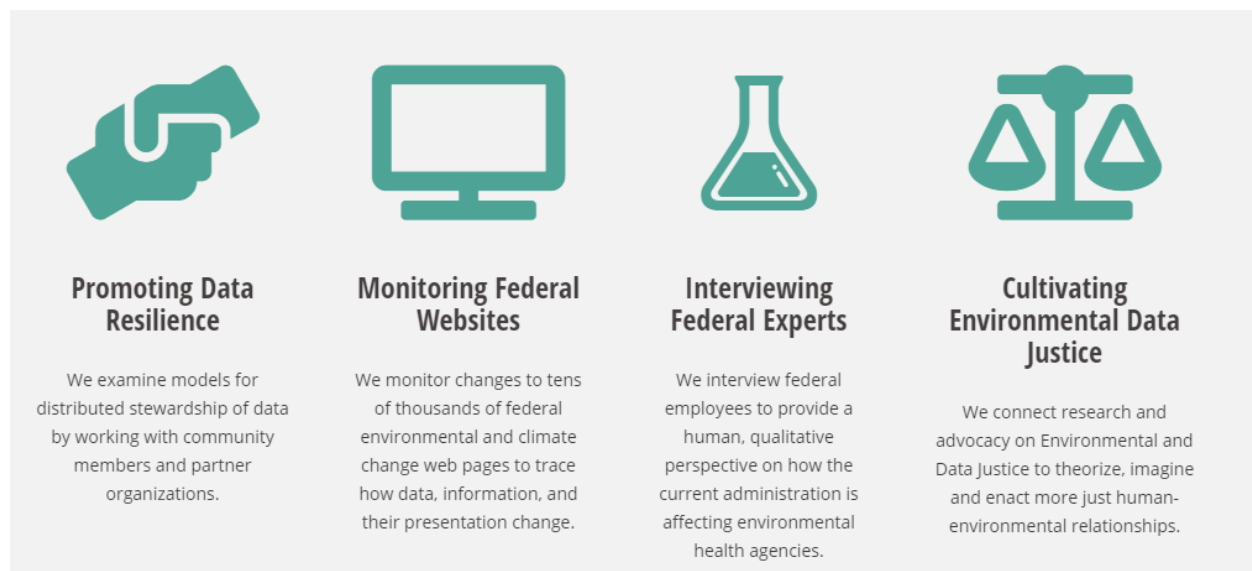 Promoting Data
Resilience
We examine models for
distributed stewardship of data
by working with community
members and partner
organizations.
Monitoring Federal
Websites
We monitor changes to tens
of thousands of federal
environmental and climate
change web pages to trace
how data, information, and
their presentation change.
Interviewing
Federal Experts
We interview federal
employees to provide a
human, qualitative
perspective on how the
current administration is
affecting environmental
health agencies.
Cultivating
Environmental Data
Justice
We connect research and
advocacy on Environmental and
Data Justice to theorize, imagine
and enact more just human-
environmental relationships.